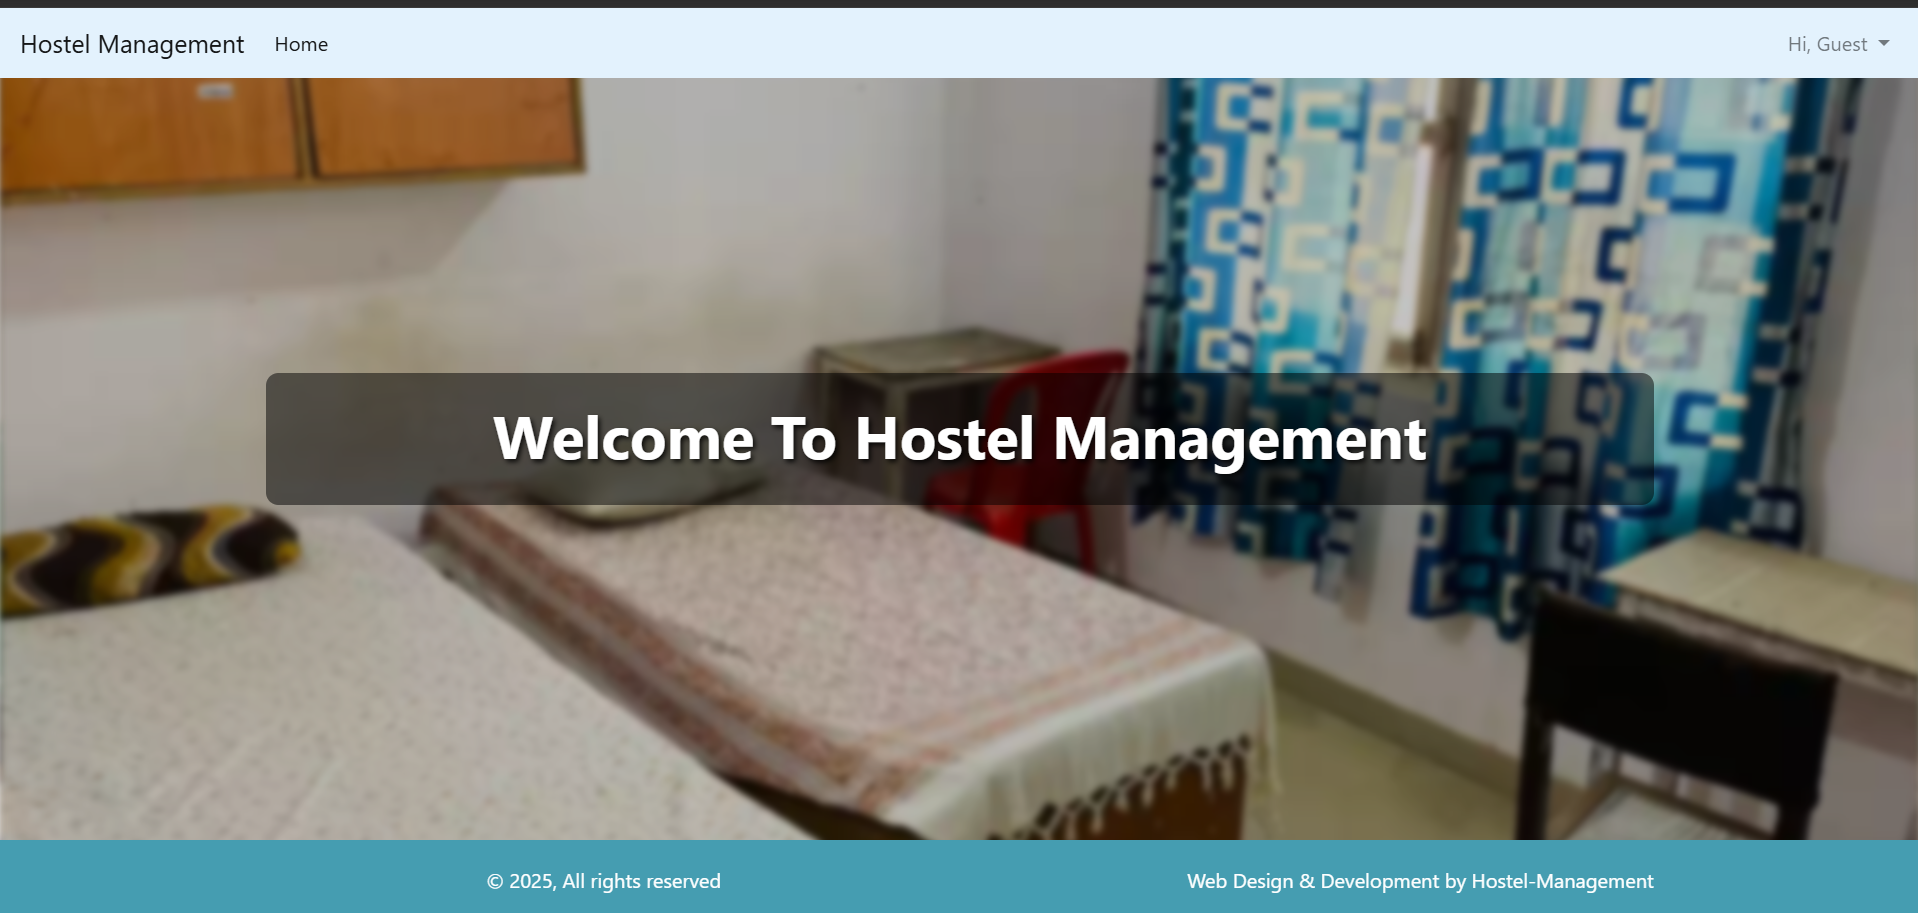 Hostel Management Home Hi, Guest
Welcome To Hostel Management
© 2025, All rights reserved Web Design & Development by Hostel-Management